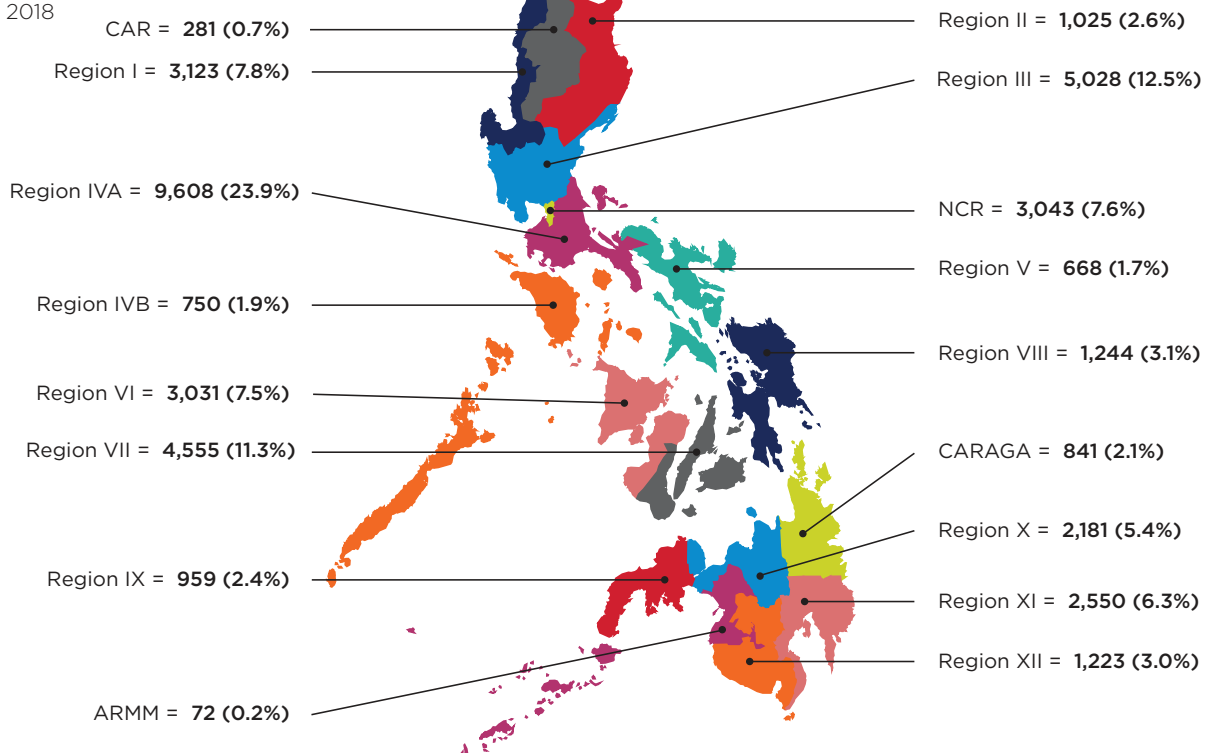 2018
CAR = 281 (0.7%)
Region I = 3,123 (7.8%)
Region IVA = 9,608 (23.9%)
Region IVB = 750 (1.9%)
Region VI = 3,031 (7.5%)
Region VII = 4,555 (11.3%)
Region IX = 959 (2.4%)
ARMM = 72 (0.2%)
Region II = 1,025 (2.6%)
Region III = 5,028 (12.5%)
NCR = 3,043 (7.6%)
Region V = 668 (1.7%)
Region VIII = 1,244 (3.1%)
CARAGA = 841 (2.1%)
Region X = 2,181 (5.4%)
Region XI = 2,550 (6.3%)
Region XII = 1,223 (3.0%)